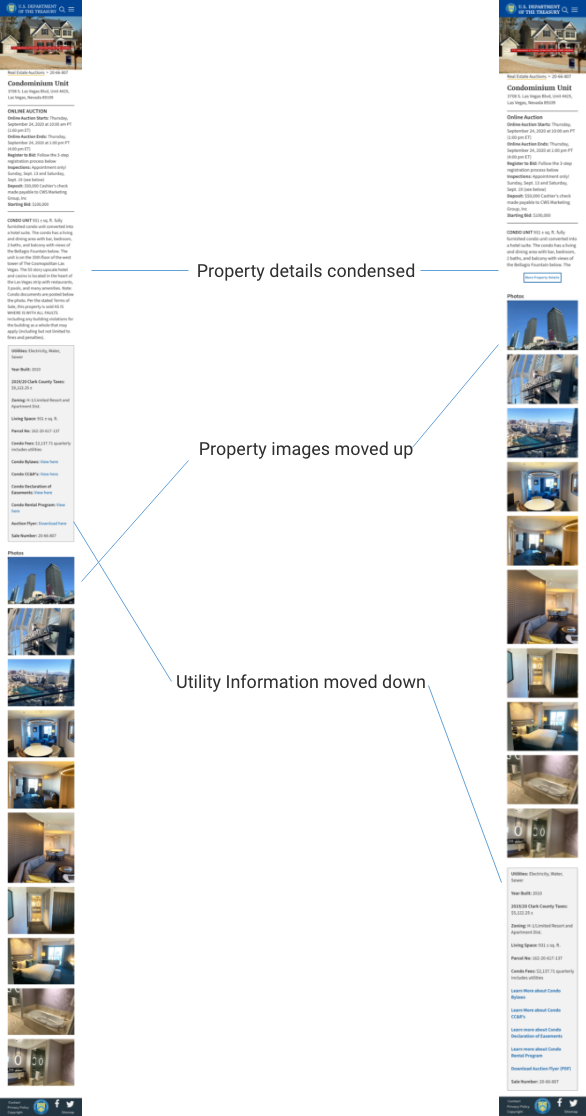 U.S. DEPARTMENT
OF THE TREASURY
Real Estate Auctions > 20-66-807
Condominium Unit
3708 S. Las Vegas Blvd, Unit
Las Vegas, Nevada 89109
ONLINE AUCTION
Online Auction Starts: Thursday,
September 24, 2020 at 10:00 am PT
(1:00 pm ET)
Online Auction Ends: Thursday,
September 24, 2020 at 1:00 pm PT
(4:00 pm ET)
Register to Bid: Follow the 2-step
registration process below
Inspections: Appointment only!
Sunday, Sept. 13 and Saturday,
Sept. 19 (see below)
Deposit: $50,000 Cashier's check
made payable to CWS Marketing
Group, Inc
Starting Bid: $100,000
CONDO UNIT 931 ± sq. ft. fully
furnished condo unit converted into
a hotel suite. The condo has a living
and dining area with bar, bedroom,
2 baths, and balcony with views of
the Bellagio Fountain below. The
unit is on the 30th floor of the west
tower of The Cosmopolitan Las
Vegas. The 55 story upscale hotel
and casino is located in the heart of
the Las Vegas strip with restaurants,
3 pools, and many amenities. Note:
Condo documents are posted below
the photo. Per the dated Terms of
Sale, this property is sold AS IS
WHERE IS WITH ALL FAULTS
including any building violations for
the building as a whole that may
apply (including but not limited to
fines and penalties).
Utilities: Electricity, Water,
Sewer
Year Built: 2010
2019/20 Clark County Taxes:
$5,122.25 ±
Zoning: H-1/Limited Resort and
Apartment Dist.
Living Space: 931 ± sq. ft.
Parcel No: 162-20-617-137
Condo Fees: $2,197.71 quarterly
includes utilities
Condo Bylaws: View here
Condo CC&R's: View here
Condo Declaration of
Easements: View here
Condo Rental Program: View
here
Auction Flyer: Download here
Sale Number: 20-66-807
Photos
Contact
Privacy Policy
Copyright
Sitemap
Property details condensed
Property images moved up
Utility Information moved down
U.S. DEPARTMENT
OF THE TREASURY
Real Estate Auctions > 20-66-807
Condominium Unit
3708 S. Las Vegas Blvd, Unit
Las Vegas, Nevada 89109
Online Auction
Online Auction Starts: Thursday,
September 24, 2020 at 10:00 am PT
(1:00 pm ET)
Online Auction Ends: Thursday,
September 24, 2020 at 1:00 pm PT
(4:00 pm ET)
Register to Bid: Follow the 2-step
registration process below
Inspections: Appointment only!
Sunday, Sept. 13 and Saturday,
Sept. 19 (see below)
Deposit: $50,000 Cashier's check
made payable to CWS Marketing
Group, Inc
Starting Bid: $100,000
CONDO UNIT 931 ± sq. ft. fully
furnished condo unit converted into
a hotel suite. The condo has a living
and dining area with bar, bedroom,
2 baths, and balcony with views of
the Bellagio Fountain below. The
More Property details
Photos
Utilities: Electricity, Water,
Sewer
Year Built: 2010
2019/20 Clark County Taxes:
$5,122.25 ±
Zoning: H-1/Limited Resort and
Apartment Dist.
Living Space: 931 ± sq. ft.
Parcel No: 162-20-617-137
Condo Fees: $2,197.71 quarterly
includes utilities
Learn More about Condo
Bylaws
Learn More about Condo
CC&R's
Learn more about Condo
Declaration of Easements
Learn more about Condo
Rental Program
Download Auction Flyer (PDF)
Sale Number: 20-66-807
Contact
Privacy Policy
Copyright
Sitemap